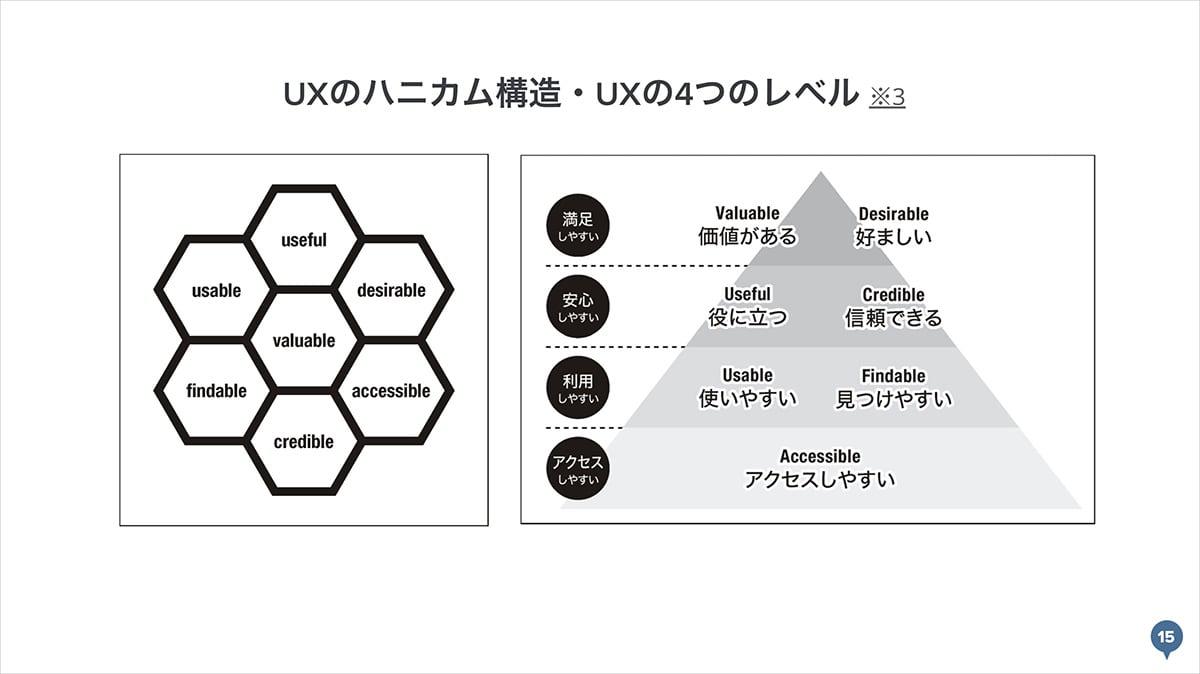 UXのハニカム構造・UXの4つのレベル ※3
useful
usable
desirable
valuable
findable
accessible
credible
満足
しやすい
Valuable
価値がある
Desirable
好ましい
安心
しやすい
Useful
役に立つ
Credible
信頼できる
利用
しやすい
Usable
使いやすい
Findable
見つけやすい
アクセス
しやすい
Accessible
アクセスしやすい
15